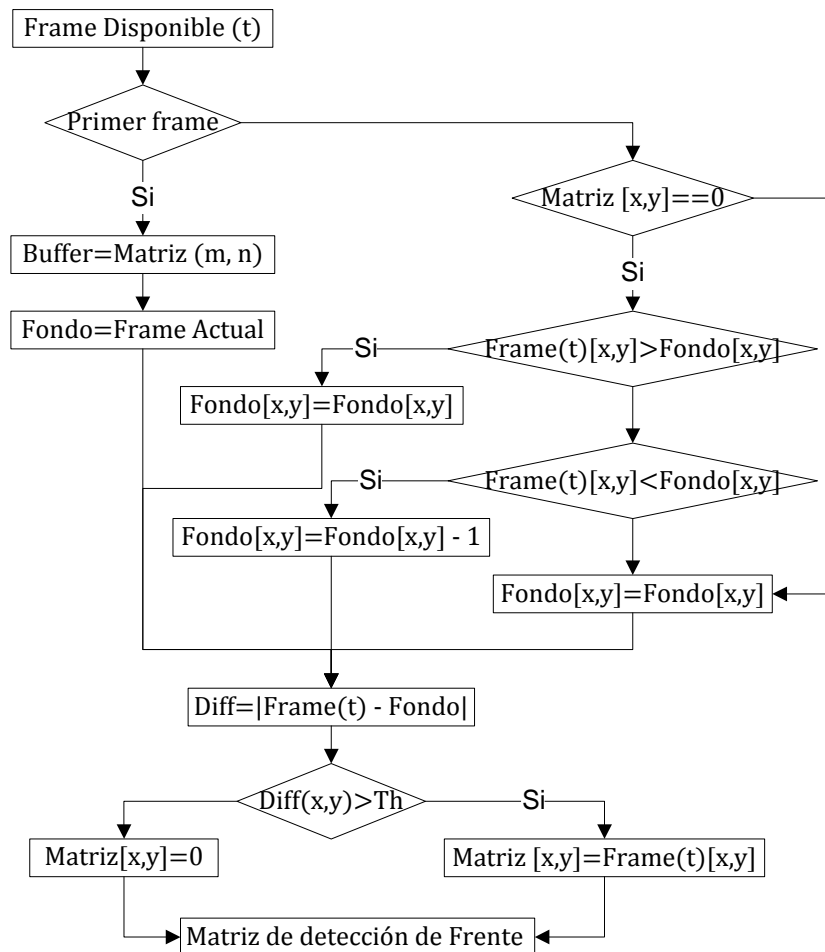 Frame Disponible (t)
Primer frame
Si
Matriz [x,y]==0
Buffer=Matriz (m, n)
Si
Fondo=Frame Actual
Si
Frame(t)[x,y]>Fondo[x,y]
Fondo[x,y]=Fondo[x,y]
Si
Frame(t)[x,y]<Fondo[x,y]
Fondo[x,y]=Fondo[x,y] - 1
Fondo[x,y]=Fondo[x,y]
Diff=|Frame(t) - Fondo|
Diff(x,y)>Th
Si
Matriz[x,y]=0
Matriz [x,y]=Frame(t)[x,y]
Matriz de detección de Frente